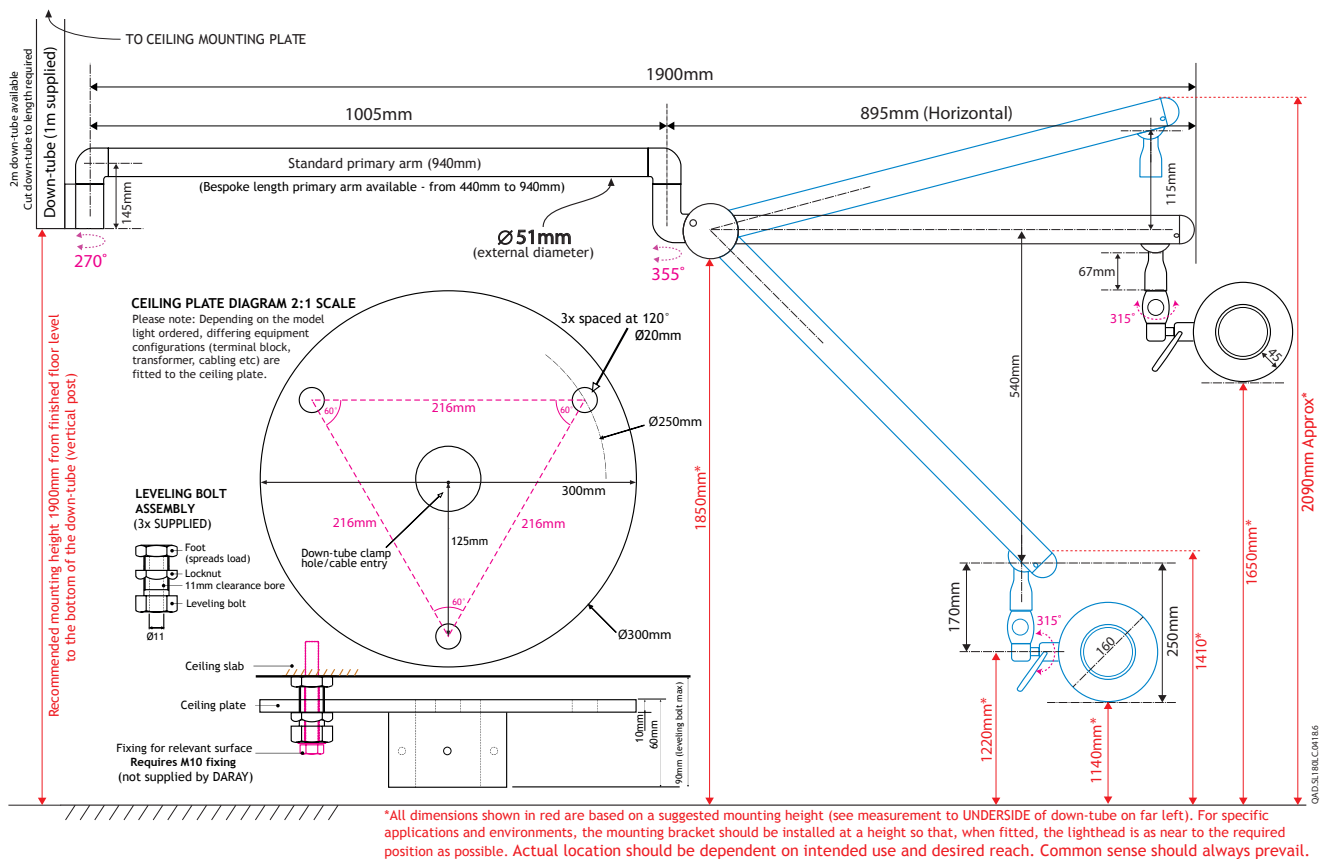 TO CEILING MOUNTING PLATE
2m down-tube available
Cut down-tube to length required
Down-tube (1m supplied)
1900mm
1005mm
895mm (Horizontal)
Standard primary arm (940mm)
(Bespoke length primary arm available - from 440mm to 940mm)
145mm
115mm
Ø51mm
(external diameter)
270°
355°
67mm
315°
45
CEILING PLATE DIAGRAM 2:1 SCALE
Please note: Depending on the model
light ordered, differing equipment
configurations (terminal block,
transformer, cabling etc) are
fitted to the ceiling plate.
3x spaced at 120°
Ø20mm
216mm
60°
60°
Ø250mm
300mm
216mm
216mm
125mm
Down-tube clamp
hole/cable entry
60°
Ø300mm
LEVELING BOLT
ASSEMBLY
(3x SUPPLIED)
Foot
(spreads load)
Locknut
11mm clearance bore
Leveling bolt
Ø11
Ceiling slab
Ceiling plate
Fixing for relevant surface
Requires M10 fixing
(not supplied by DARAY)
10mm
60mm
90mm (leveling bolt max)
Recommended mounting height 1900mm from finished floor level
to the bottom of the down-tube (vertical post)
1850mm*
540mm
170mm
315°
160
250mm
1220mm*
1140mm*
1410*
1650mm*
2090mm Approx*
QAD.SL180LC.0418.6
*All dimensions shown in red are based on a suggested mounting height (see measurement to UNDERSIDE of down-tube on far left). For specific
applications and environments, the mounting bracket should be installed at a height so that, when fitted, the lighthead is as near to the required
position as possible. Actual location should be dependent on intended use and desired reach. Common sense should always prevail.